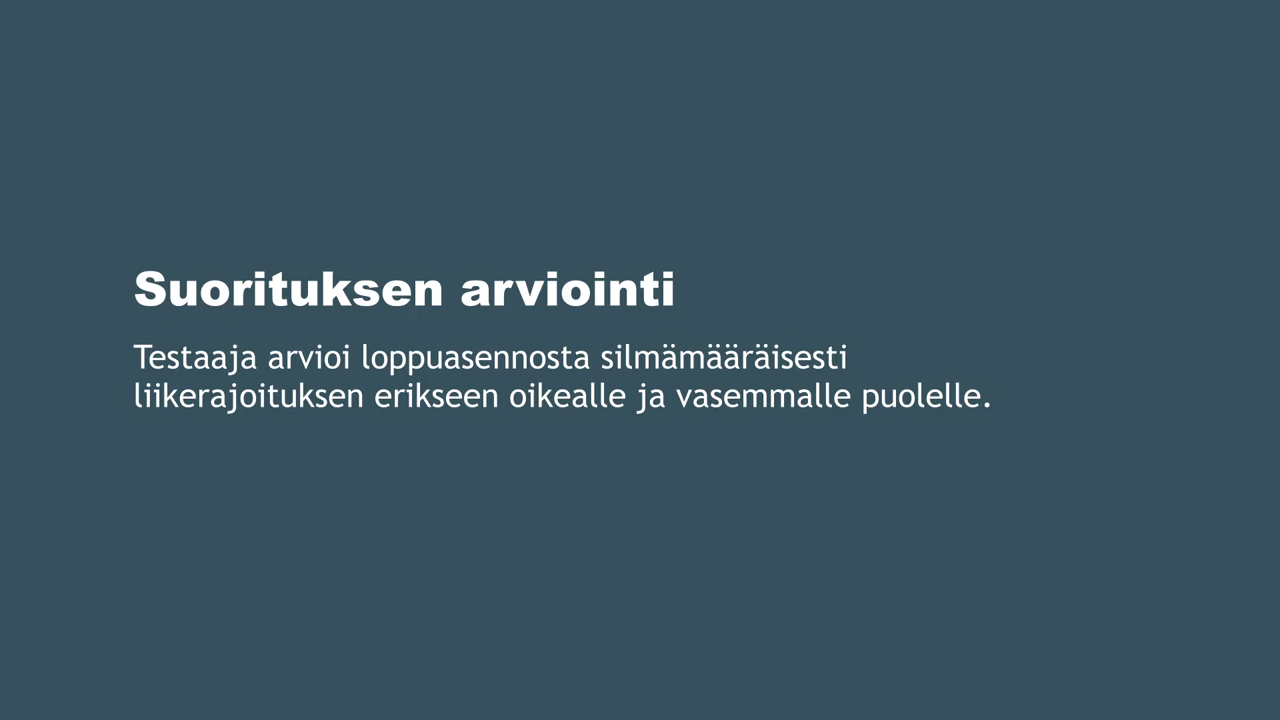 Suorituksen arviointi
Testaaja arvioi loppuasennosta silmämääräisesti
liikerajoituksen erikseen oikealle ja vasemmalle puolelle.